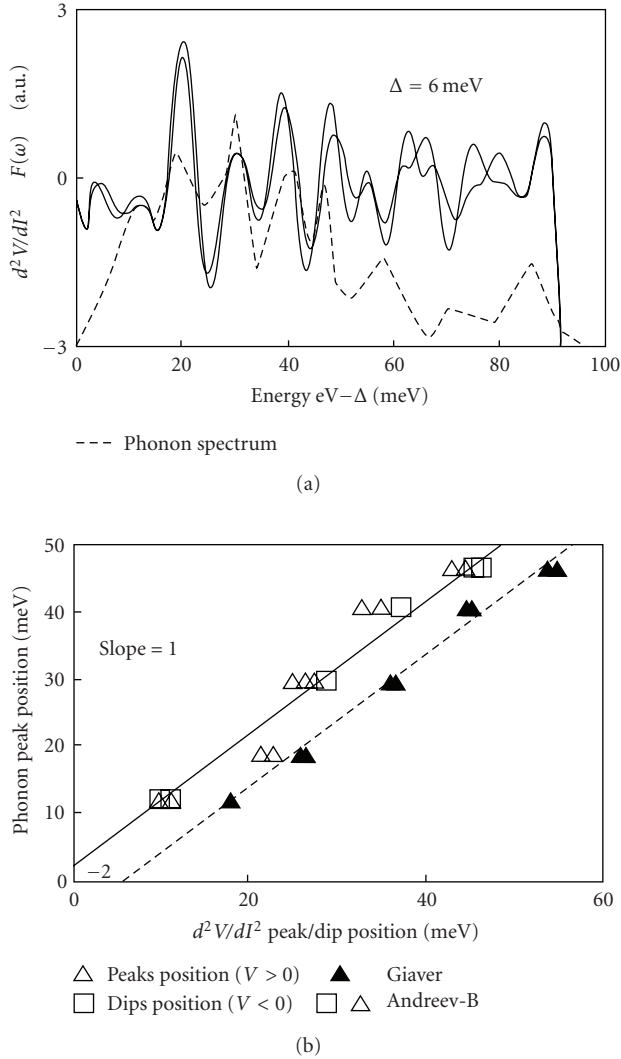 3
0
−3
d²V/dI² F(ω) (a.u.)
Δ = 6 meV
0 20 40 60 80 100
Energy eV−Δ (meV)
Phonon spectrum
(a)
50
40
30
20
10
0
Phonon peak position (meV)
Slope = 1
−2
0 20 40 60
d²V/dI² peak/dip position (meV)
Peaks position (V > 0) Giaver
Dips position (V < 0) Andreev-B
(b)